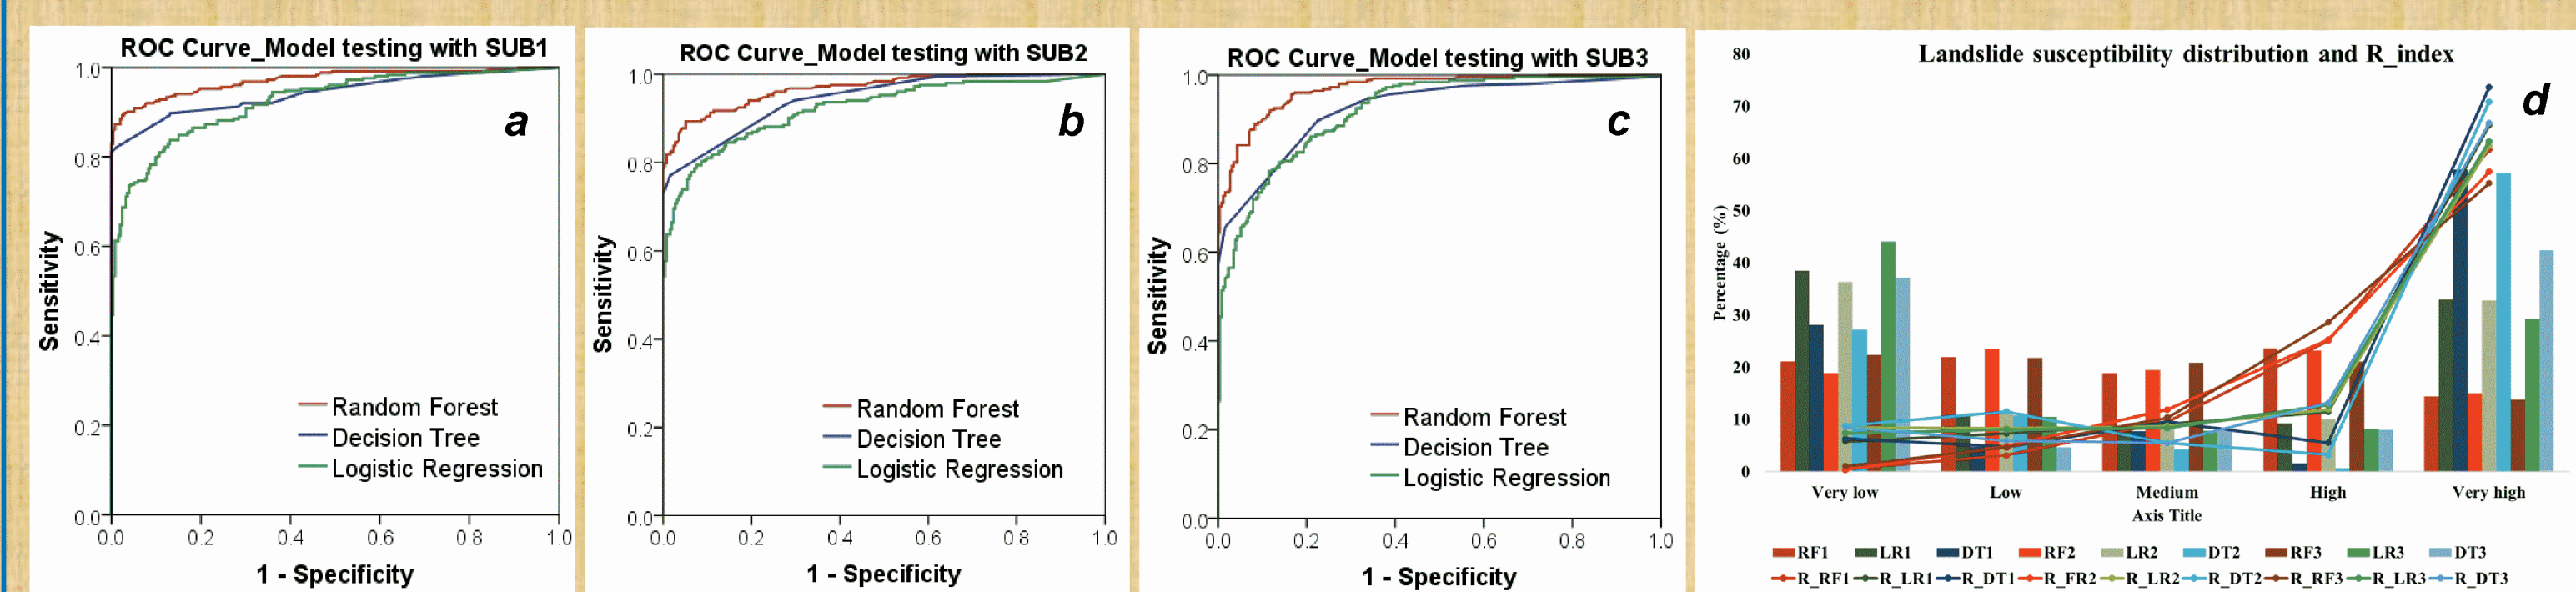 ROC Curve_Model testing with SUB1
a
1.0
0.8
0.6
0.4
0.2
0.0
Sensitivity
Random Forest
Decision Tree
Logistic Regression
0.0 0.2 0.4 0.6 0.8 1.0
1 - Specificity
ROC Curve_Model testing with SUB2
b
1.0
0.8
0.6
0.4
0.2
0.0
Sensitivity
Random Forest
Decision Tree
Logistic Regression
0.0 0.2 0.4 0.6 0.8 1.0
1 - Specificity
ROC Curve_Model testing with SUB3
c
1.0
0.8
0.6
0.4
0.2
0.0
Sensitivity
Random Forest
Decision Tree
Logistic Regression
0.0 0.2 0.4 0.6 0.8 1.0
1 - Specificity
Landslide susceptibility distribution and R_index
d
80
70
60
50
40
30
20
10
0
Percentage (%)
Very low Low Medium High Very high
Axis Title
RF1 LR1 DT1 RF2 LR2 DT2 RF3 LR3 DT3
R_RF1 R_LR1 R_DT1 R_FR2 R_LR2 R_DT2 R_RF3 R_LR3 R_DT3